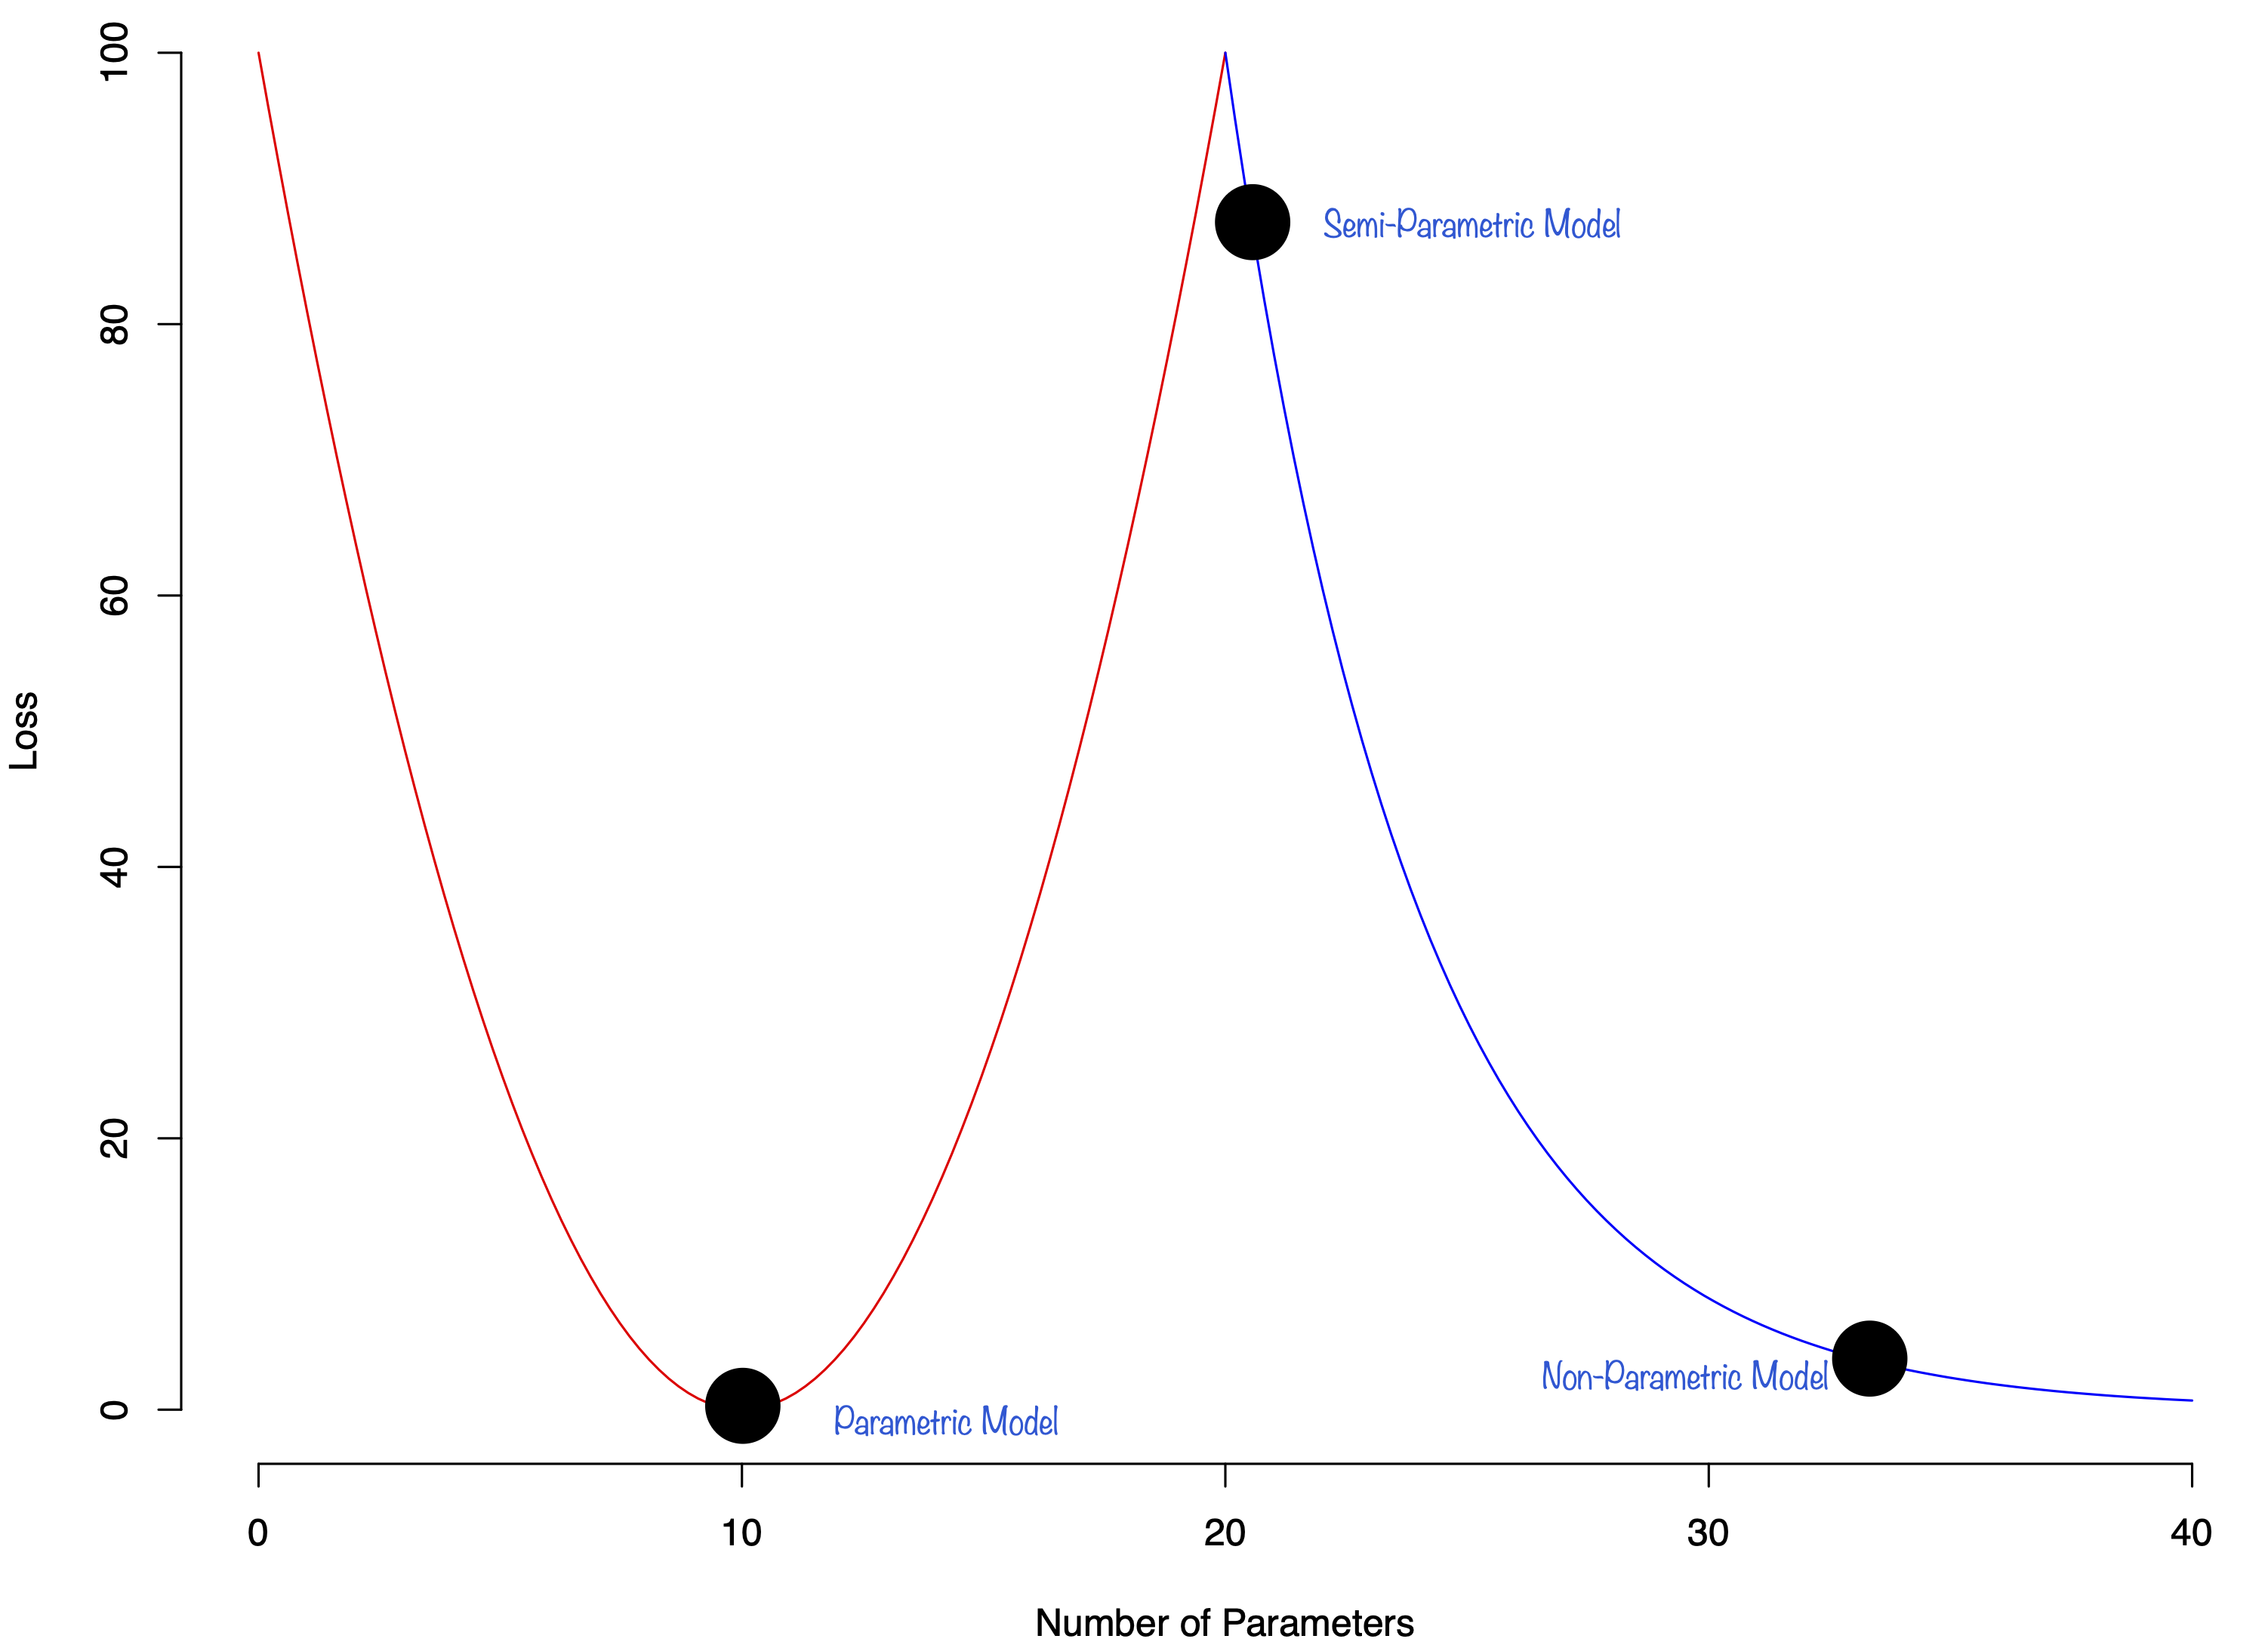 100
80
60
40
20
0
Loss
Semi-Parametric Model
Non-Parametric Model
Parametric Model
0 10 20 30 40
Number of Parameters